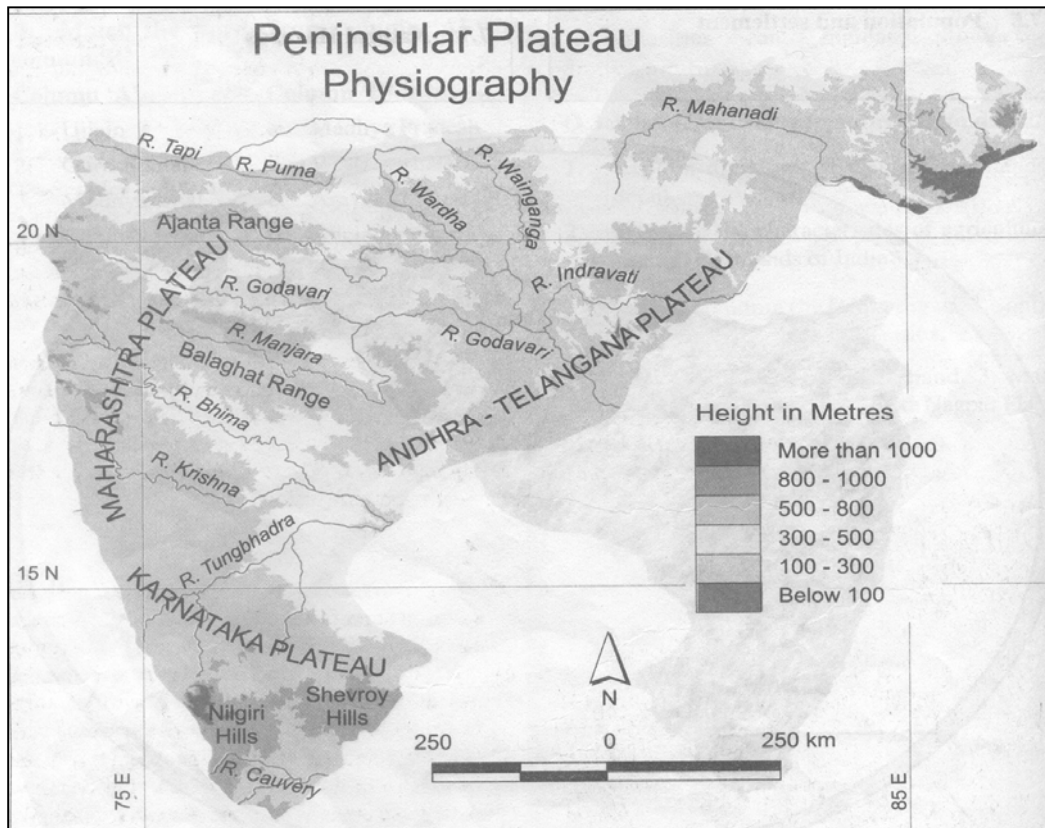 Peninsular Plateau
Physiography
R. Mahanadi
R. Tapi
R. Purna
R. Wardha
R. Wainganga
Ajanta Range
20 N
MAHARASHTRA PLATEAU
R. Godavari
R. Indravati
R. Manjara
R. Godavari
Balaghat Range
ANDHRA - TELANGANA PLATEAU
R. Bhima
R. Krishna
Height in Metres
More than 1000
800 - 1000
500 - 800
300 - 500
100 - 300
Below 100
R. Tungbhadra
15 N
KARNATAKA PLATEAU
Shevroy
Hills
Nilgiri
Hills
N
250 0 250 km
R. Cauvery
75 E
85 E